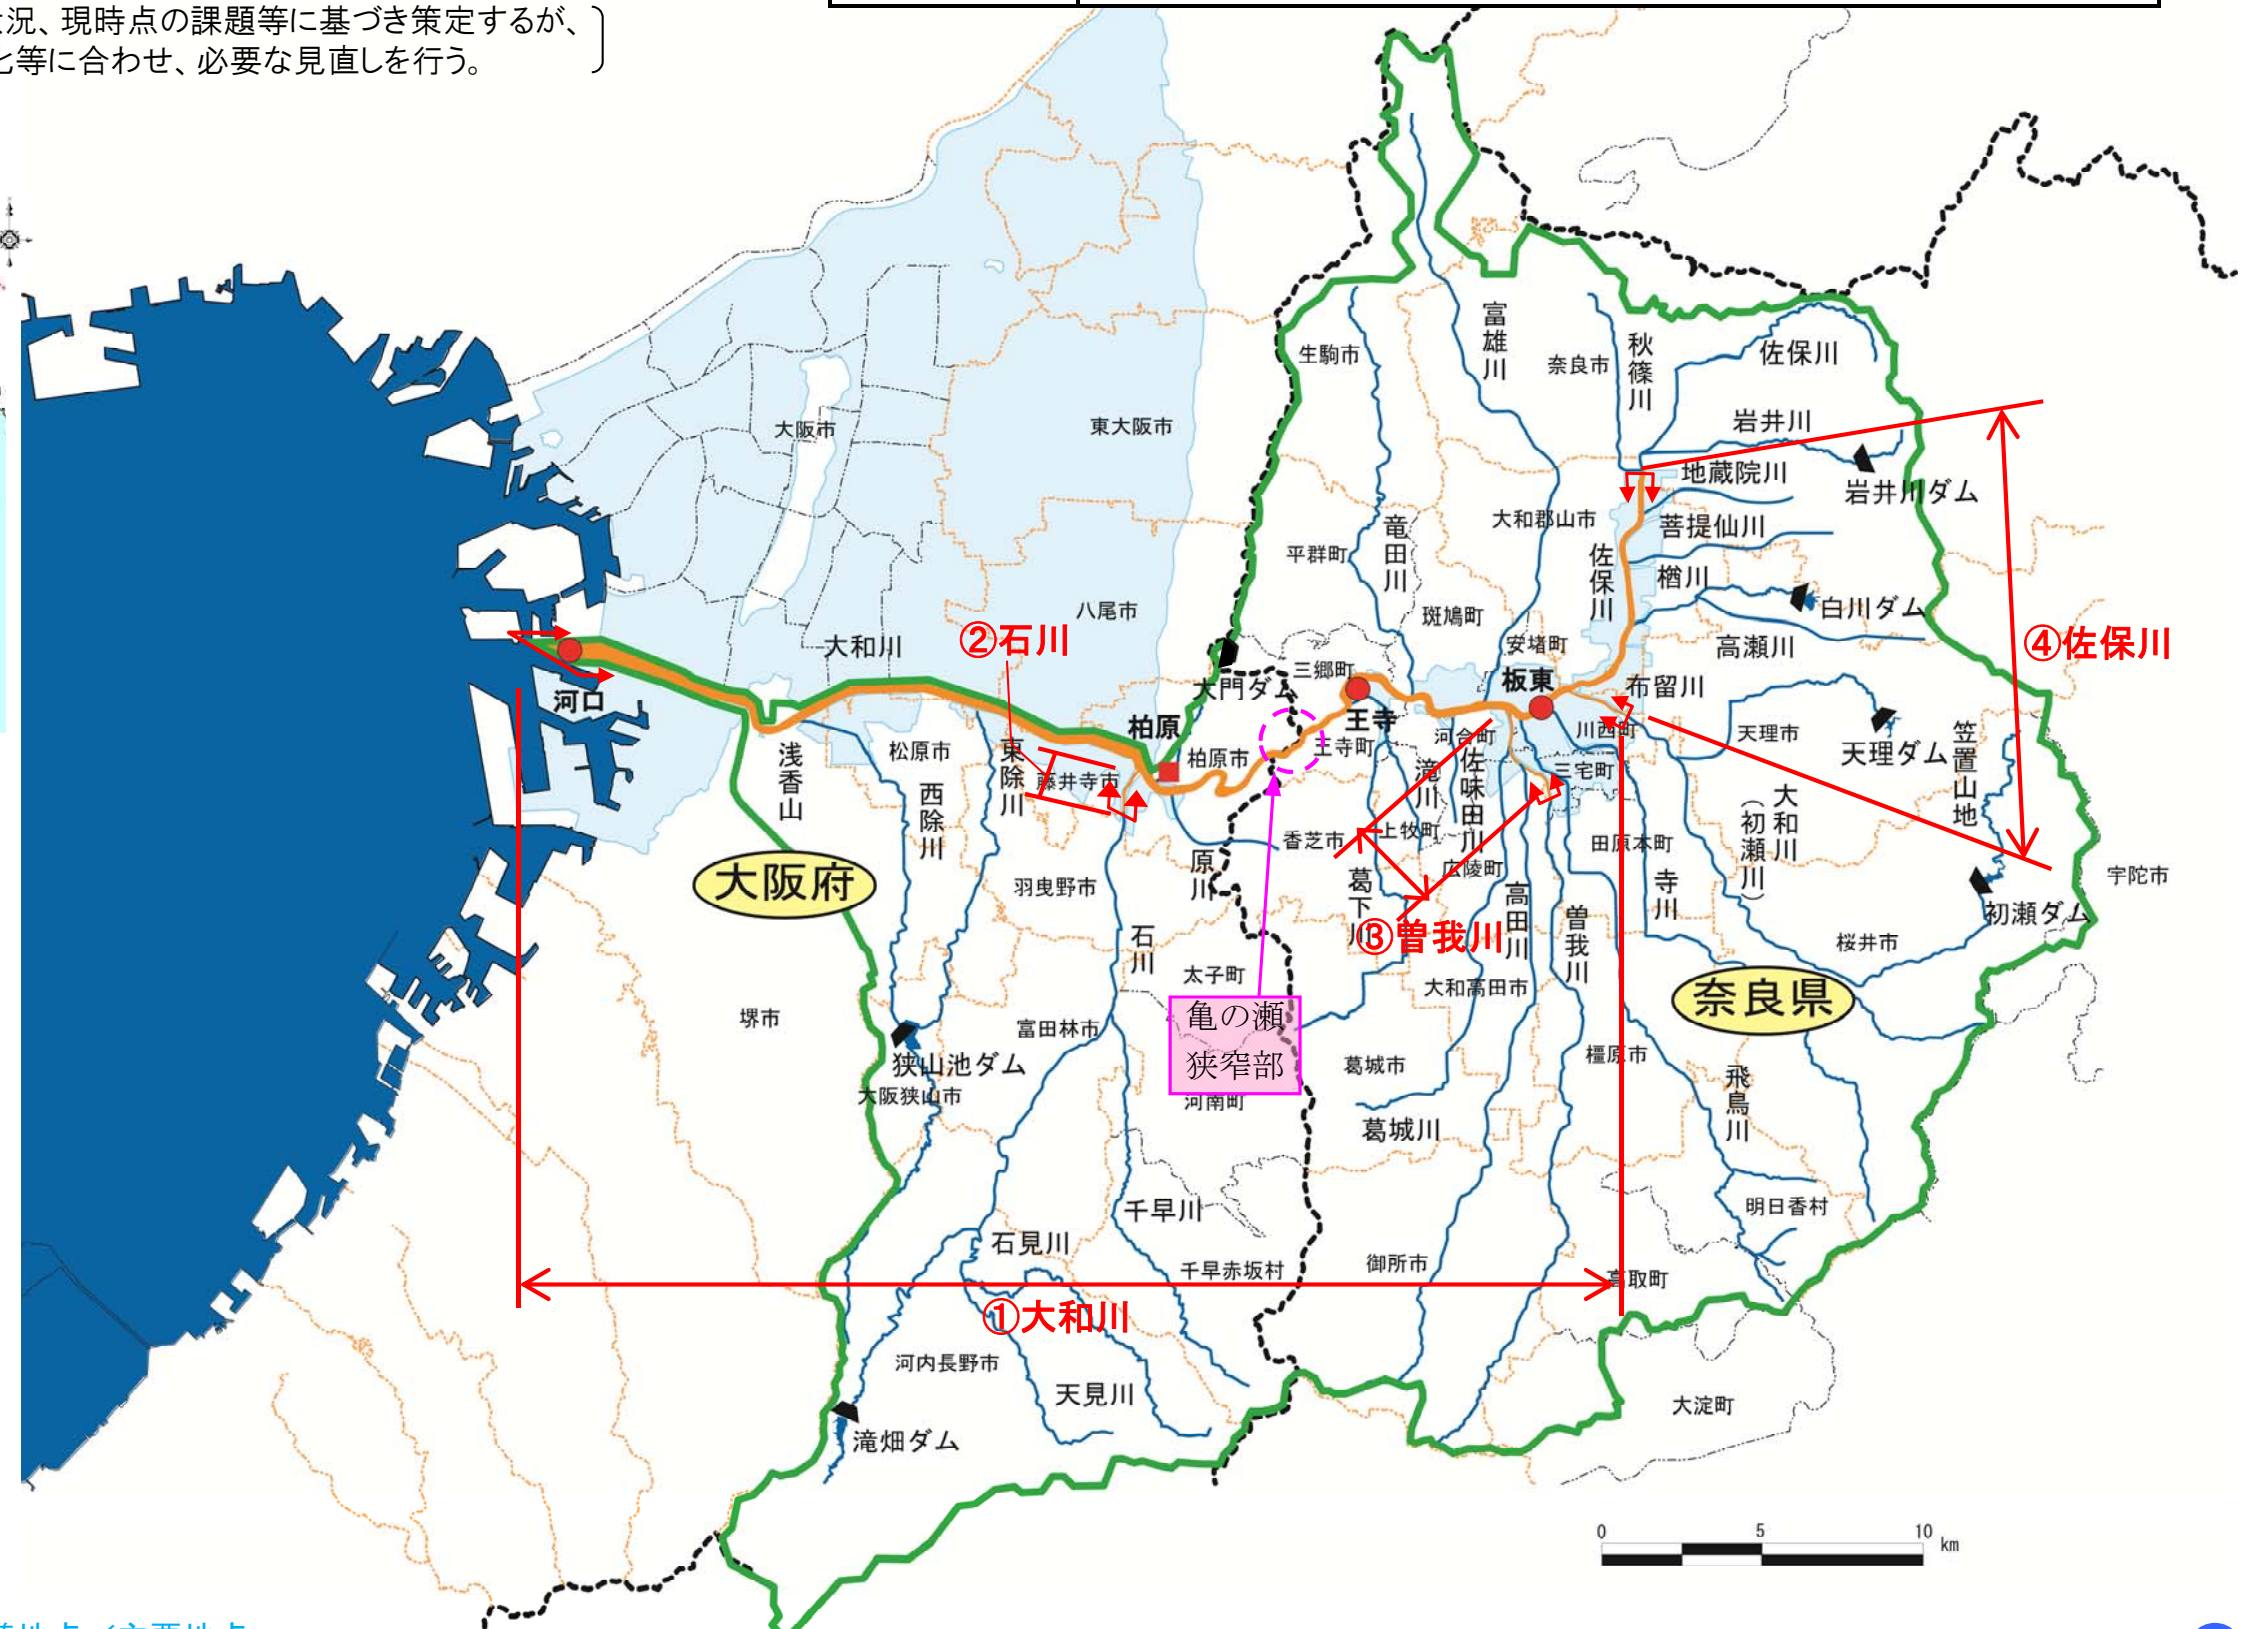 況、現時点の課題等に基づき策定するが、
等に合わせ、必要な見直しを行う。
富雄川
秋篠川
佐保川
生駒市
奈良市
岩井川
大阪市
東大阪市
地蔵院川
岩井川ダム
大和郡山市
菩提仙川
竜田川
平群町
佐保川
楢川
白川ダム
八尾市
斑鳩町
②石川
大和川
安堵町
高瀬川
④佐保川
三郷町
板東
布留川
大門ダム
河口
柏原
王寺
川西町
天理市
河合町
王寺町
柏原市
松原市
東除川
浅香山
藤井寺市
三宅町
天理ダム
笠置山地
滝川
佐味田川
西除川
大和川
(初瀬川)
上牧町
香芝市
田原本町
大阪府
原川
羽曳野市
広陵町
葛下川
高田川
寺川
宇陀市
初瀬ダム
曽我川
③曽我川
石川
桜井市
太子町
大和高田市
奈良県
亀の瀬
狭窄部
堺市
富田林市
橿原市
狭山池ダム
葛城市
大阪狭山市
河南町
飛鳥川
葛城川
千早川
明日香村
石見川
千早赤坂村
御所市
高取町
①大和川
河内長野市
天見川
大淀町
滝畑ダム
0 5 10 km